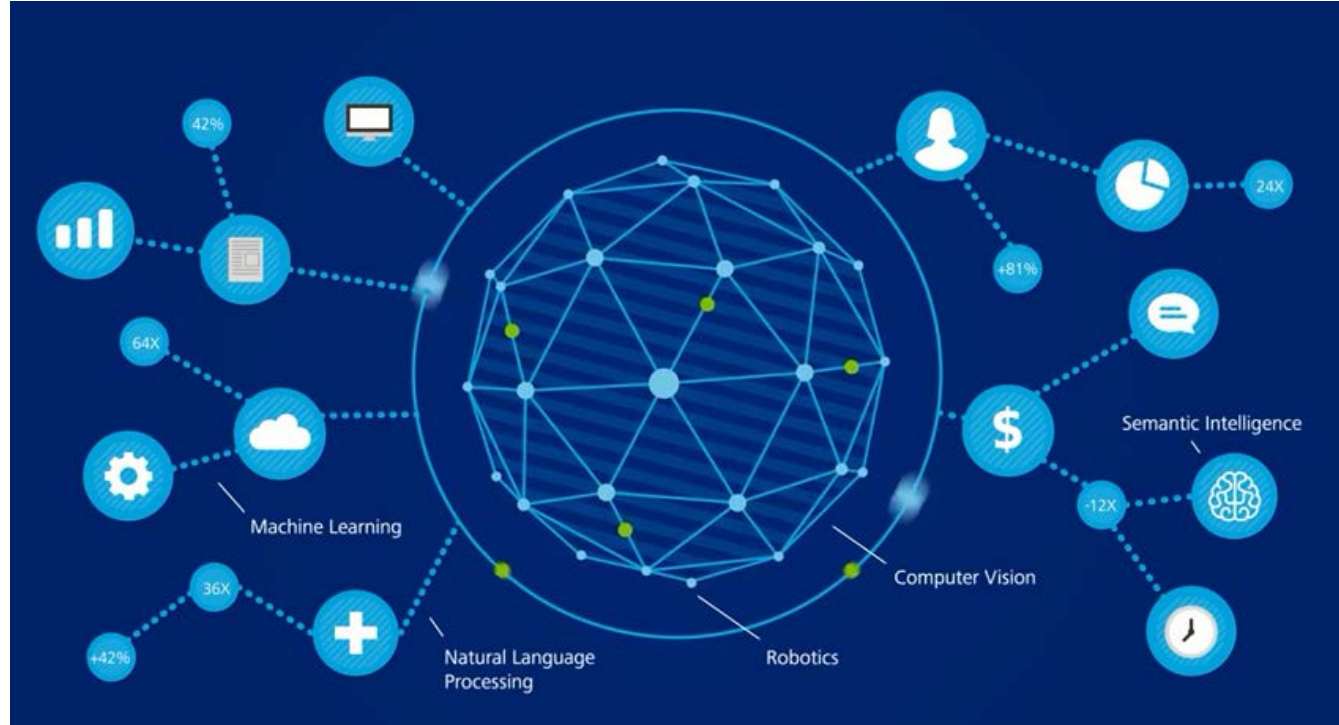 42%
24X
+81%
64X
$
Semantic Intelligence
-12X
Machine Learning
Computer Vision
36X
+42%
Natural Language
Processing
Robotics